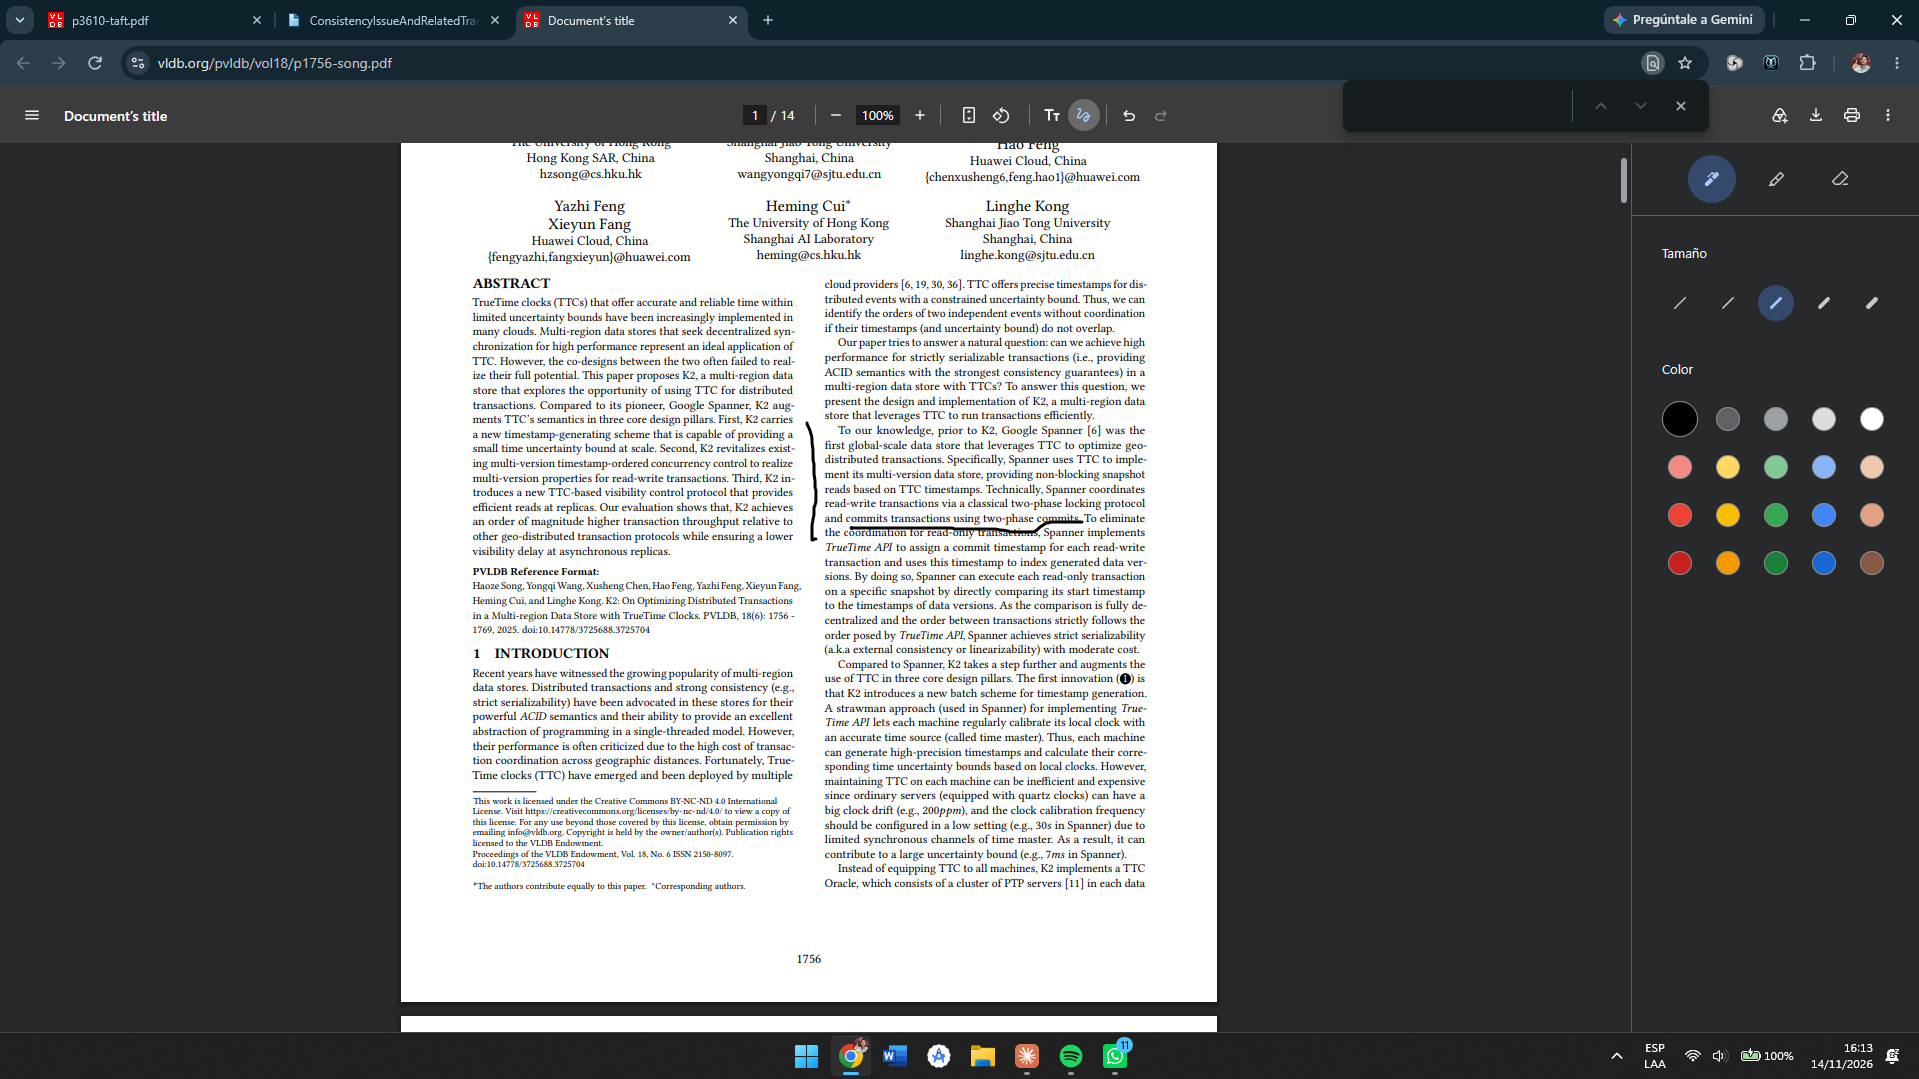 p3610-taft.pdf
ConsistencyIssueAndRelatedTra
Document's title
Pregúntale a Gemini
vldb.org/pvldb/vol18/p1756-song.pdf
Document's title
1 / 14
100%
Hong Kong SAR, China
hzsong@cs.hku.hk
Shanghai Jiao Tong University
Shanghai, China
wangyongqi7@sjtu.edu.cn
Hao Feng
Huawei Cloud, China
{chenxusheng6,feng.hao1}@huawei.com
Yazhi Feng
Xieyun Fang
Huawei Cloud, China
{fengyazhi,fangxieyun}@huawei.com
Heming Cui*
The University of Hong Kong
Shanghai AI Laboratory
heming@cs.hku.hk
Linghe Kong
Shanghai Jiao Tong University
Shanghai, China
linghe.kong@sjtu.edu.cn
ABSTRACT
TrueTime clocks (TTCs) that offer accurate and reliable time within
limited uncertainty bounds have been increasingly implemented in
many clouds. Multi-region data stores that seek decentralized syn-
chronization for high performance represent an ideal application of
TTC. However, the co-designs between the two often failed to real-
ize their full potential. This paper proposes K2, a multi-region data
store that explores the opportunity of using TTC for distributed
transactions. Compared to its pioneer, Google Spanner, K2 aug-
ments TTC's semantics in three core design pillars. First, K2 carries
a new timestamp-generating scheme that is capable of providing a
small time uncertainty bound at scale. Second, K2 revitalizes exist-
ing multi-version timestamp-ordered concurrency control to realize
multi-version properties for read-write transactions. Third, K2 in-
troduces a new TTC-based visibility control protocol that provides
efficient reads at replicas. Our evaluation shows that, K2 achieves
an order of magnitude higher transaction throughput relative to
other geo-distributed transaction protocols while ensuring a lower
visibility delay at asynchronous replicas.
PVLDB Reference Format:
Haoze Song, Yongqi Wang, Xusheng Chen, Hao Feng, Yazhi Feng, Xieyun Fang,
Heming Cui, and Linghe Kong. K2: On Optimizing Distributed Transactions
in a Multi-region Data Store with TrueTime Clocks. PVLDB, 18(6): 1756 -
1769, 2025. doi:10.14778/3725688.3725704
1 INTRODUCTION
Recent years have witnessed the growing popularity of multi-region
data stores. Distributed transactions and strong consistency (e.g.,
strict serializability) have been advocated in these stores for their
powerful ACID semantics and their ability to provide an excellent
abstraction of programming in a single-threaded model. However,
their performance is often criticized due to the high cost of transac-
tion coordination across geographic distances. Fortunately, True-
Time clocks (TTC) have emerged and been deployed by multiple
This work is licensed under the Creative Commons BY-NC-ND 4.0 International
License. Visit https://creativecommons.org/licenses/by-nc-nd/4.0/ to view a copy of
this license. For any use beyond those covered by this license, obtain permission by
emailing info@vldb.org. Copyright is held by the owner/author(s). Publication rights
licensed to the VLDB Endowment.
Proceedings of the VLDB Endowment, Vol. 18, No. 6 ISSN 2150-8097.
doi:10.14778/3725688.3725704
#The authors contribute equally to this paper. *Corresponding authors.
cloud providers [6, 19, 30, 36]. TTC offers precise timestamps for dis-
tributed events with a constrained uncertainty bound. Thus, we can
identify the orders of two independent events without coordination
if their timestamps (and uncertainty bound) do not overlap.
Our paper tries to answer a natural question: can we achieve high
performance for strictly serializable transactions (i.e., providing
ACID semantics with the strongest consistency guarantees) in a
multi-region data store with TTCs? To answer this question, we
present the design and implementation of K2, a multi-region data
store that leverages TTC to run transactions efficiently.
To our knowledge, prior to K2, Google Spanner [6] was the
first global-scale data store that leverages TTC to optimize geo-
distributed transactions. Specifically, Spanner uses TTC to imple-
ment its multi-version data store, providing non-blocking snapshot
reads based on TTC timestamps. Technically, Spanner coordinates
read-write transactions via a classical two-phase locking protocol
and commits transactions using two-phase commits. To eliminate
the coordination for read-only transactions, Spanner implements
TrueTime API to assign a commit timestamp for each read-write
transaction and uses this timestamp to index generated data ver-
sions. By doing so, Spanner can execute each read-only transaction
on a specific snapshot by directly comparing its start timestamp
to the timestamps of data versions. As the comparison is fully de-
centralized and the order between transactions strictly follows the
order posed by TrueTime API, Spanner achieves strict serializability
(a.k.a external consistency or linearizability) with moderate cost.
Compared to Spanner, K2 takes a step further and augments the
use of TTC in three core design pillars. The first innovation (❶) is
that K2 introduces a new batch scheme for timestamp generation.
A strawman approach (used in Spanner) for implementing True-
Time API lets each machine regularly calibrate its local clock with
an accurate time source (called time master). Thus, each machine
can generate high-precision timestamps and calculate their corre-
sponding time uncertainty bounds based on local clocks. However,
maintaining TTC on each machine can be inefficient and expensive
since ordinary servers (equipped with quartz clocks) can have a
big clock drift (e.g., 200ppm), and the clock calibration frequency
should be configured in a low setting (e.g., 30s in Spanner) due to
limited synchronous channels of time master. As a result, it can
contribute to a large uncertainty bound (e.g., 7ms in Spanner).
Instead of equipping TTC to all machines, K2 implements a TTC
Oracle, which consists of a cluster of PTP servers [11] in each data
1756
Tamaño
Color
11
ESP
LAA
100%
16:13
14/11/2026